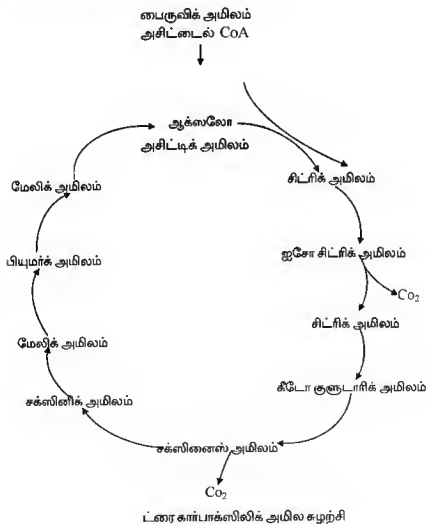 பைருவிக் அமிலம்
அசிட்டைல் CoA
ஆக்ஸலோ
அசிட்டிக் அமிலம்
சிட்ரிக் அமிலம்
ஐசோ சிட்ரிக் அமிலம்
Co₂
சிட்ரிக் அமிலம்
கீடோ குளுடாரிக் அமிலம்
சக்ஸினைஸ் அமிலம்
Co₂
சக்ஸினிக் அமிலம்
மேலிக் அமிலம்
பியுமர்க் அமிலம்
மேலிக் அமிலம்
ட்ரை கார்பாக்ஸிலிக் அமில சுழற்சி